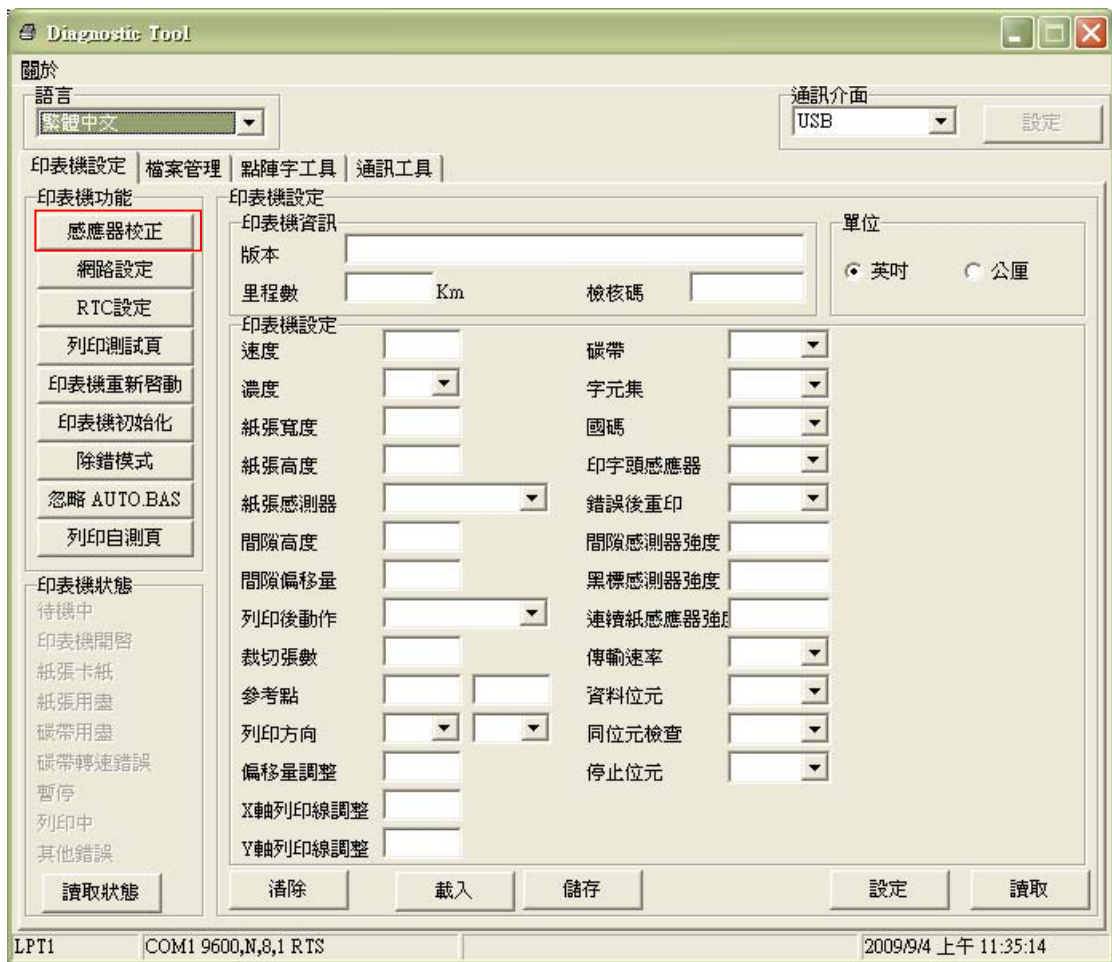 Diagnostic Tool
關於
語言
繁體中文
通訊介面
USB
設定
印表機設定
檔案管理
點陣字工具
通訊工具
印表機功能
感應器校正
網路設定
RTC設定
列印測試頁
印表機重新啓動
印表機初始化
除錯模式
忽略 AUTO.BAS
列印自測頁
印表機狀態
待機中
印表機開啓
紙張卡紙
紙張用盡
碳帶用盡
碳帶轉速錯誤
暫停
列印中
其他錯誤
讀取狀態
印表機設定
印表機資訊
版本
里程數 Km 檢核碼
單位
英吋 公厘
印表機設定
速度 碳帶
濃度 字元集
紙張寬度 國碼
紙張高度 印字頭感應器
紙張感測器 錯誤後重印
間隙高度 間隙感測器強度
間隙偏移量 黑標感測器強度
列印後動作 連續紙感應器強度
裁切張數 傳輸速率
參考點 資料位元
列印方向 同位元檢查
偏移量調整 停止位元
X軸列印線調整
Y軸列印線調整
清除 載入 儲存 設定 讀取
LPT1 COM1 9600,N,8,1 RTS 2009/9/4 上午 11:35:14